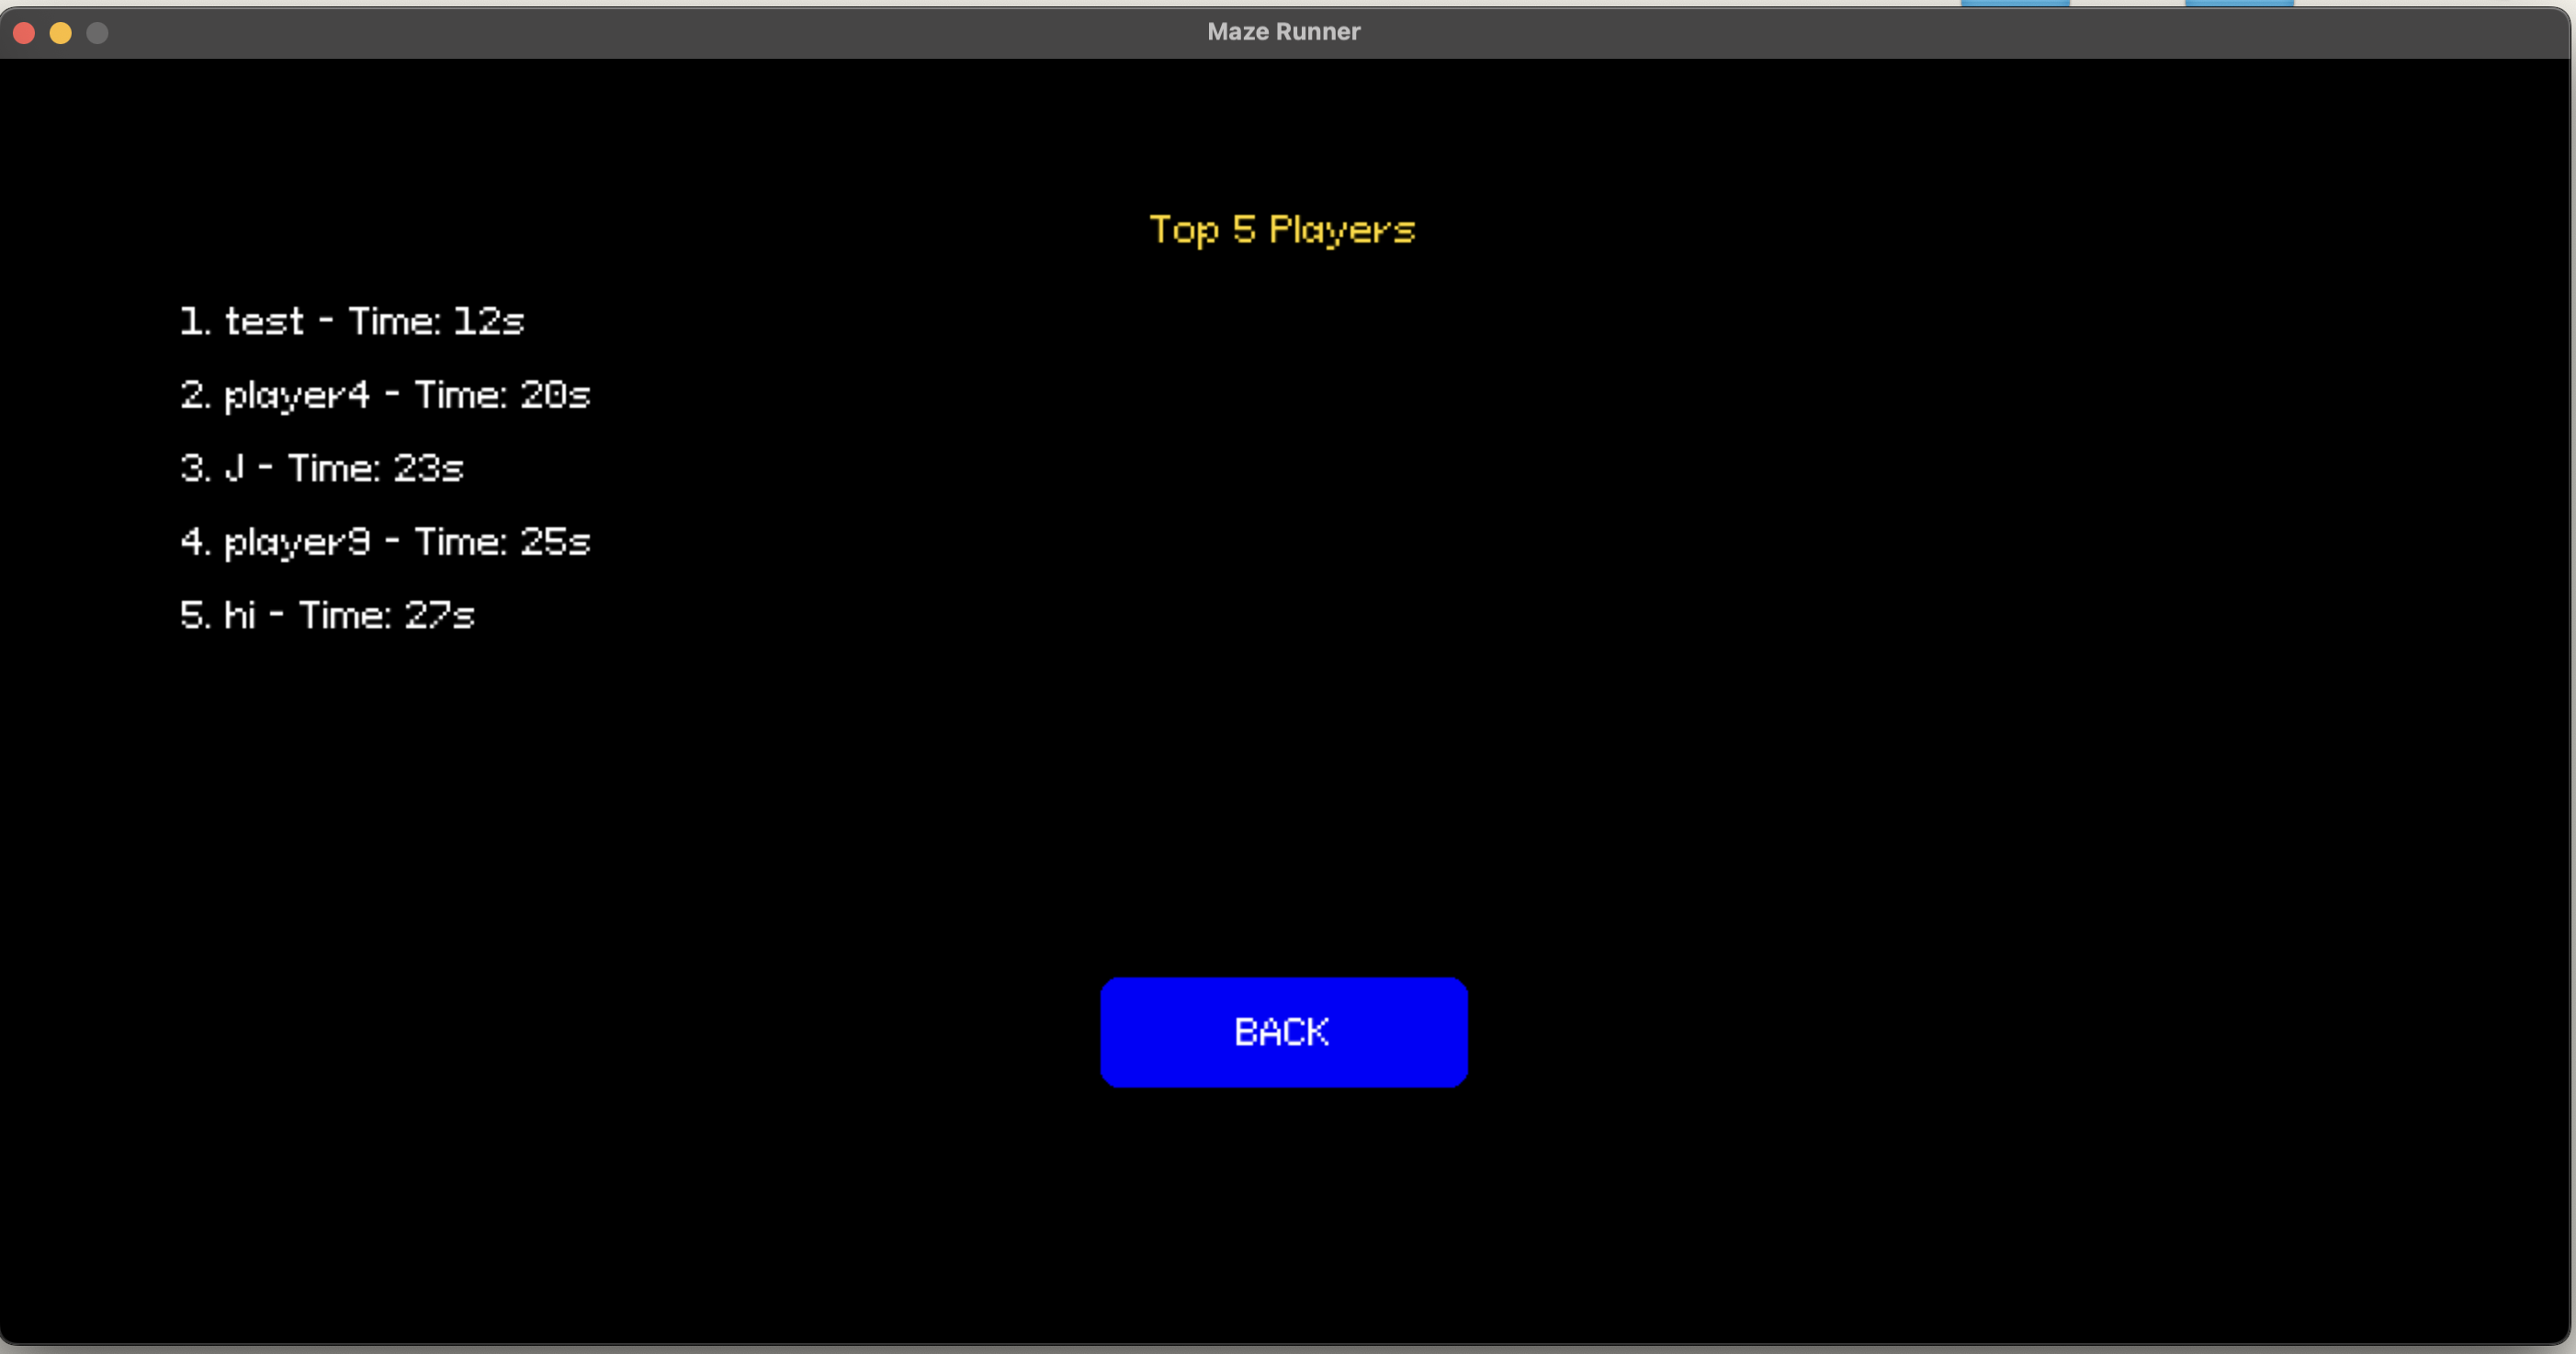 Maze Runner
Top 5 Players
1. test - Time: 12s
2. player4 - Time: 20s
3. J - Time: 23s
4. player9 - Time: 25s
5. hi - Time: 27s
BACK